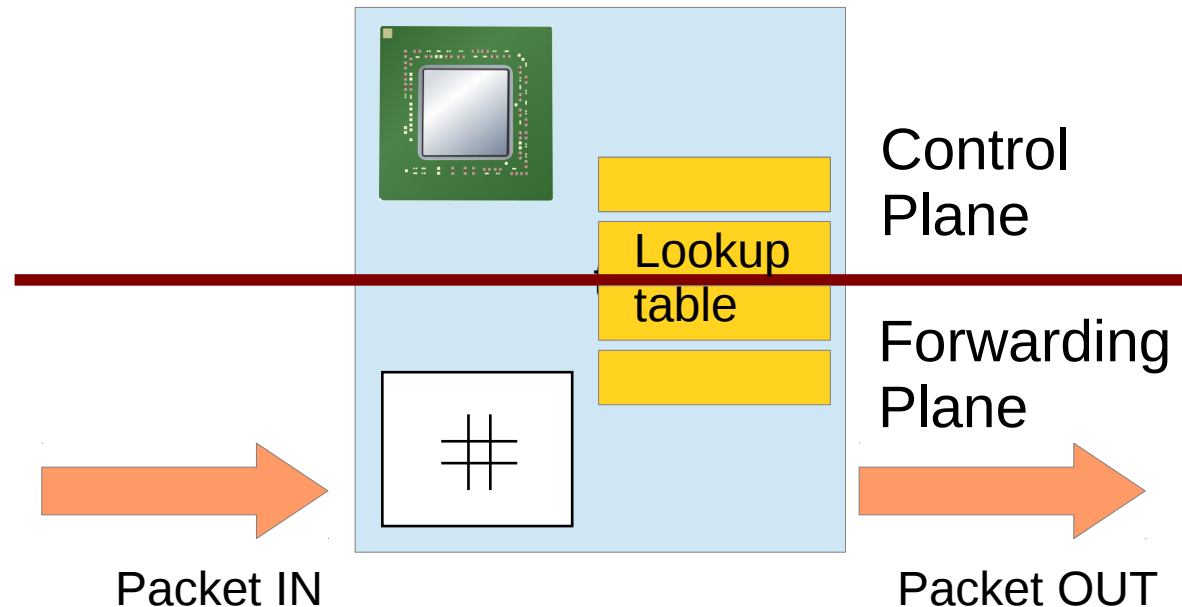 Control
Plane
Lookup
table
Forwarding
Plane
Packet IN
Packet OUT